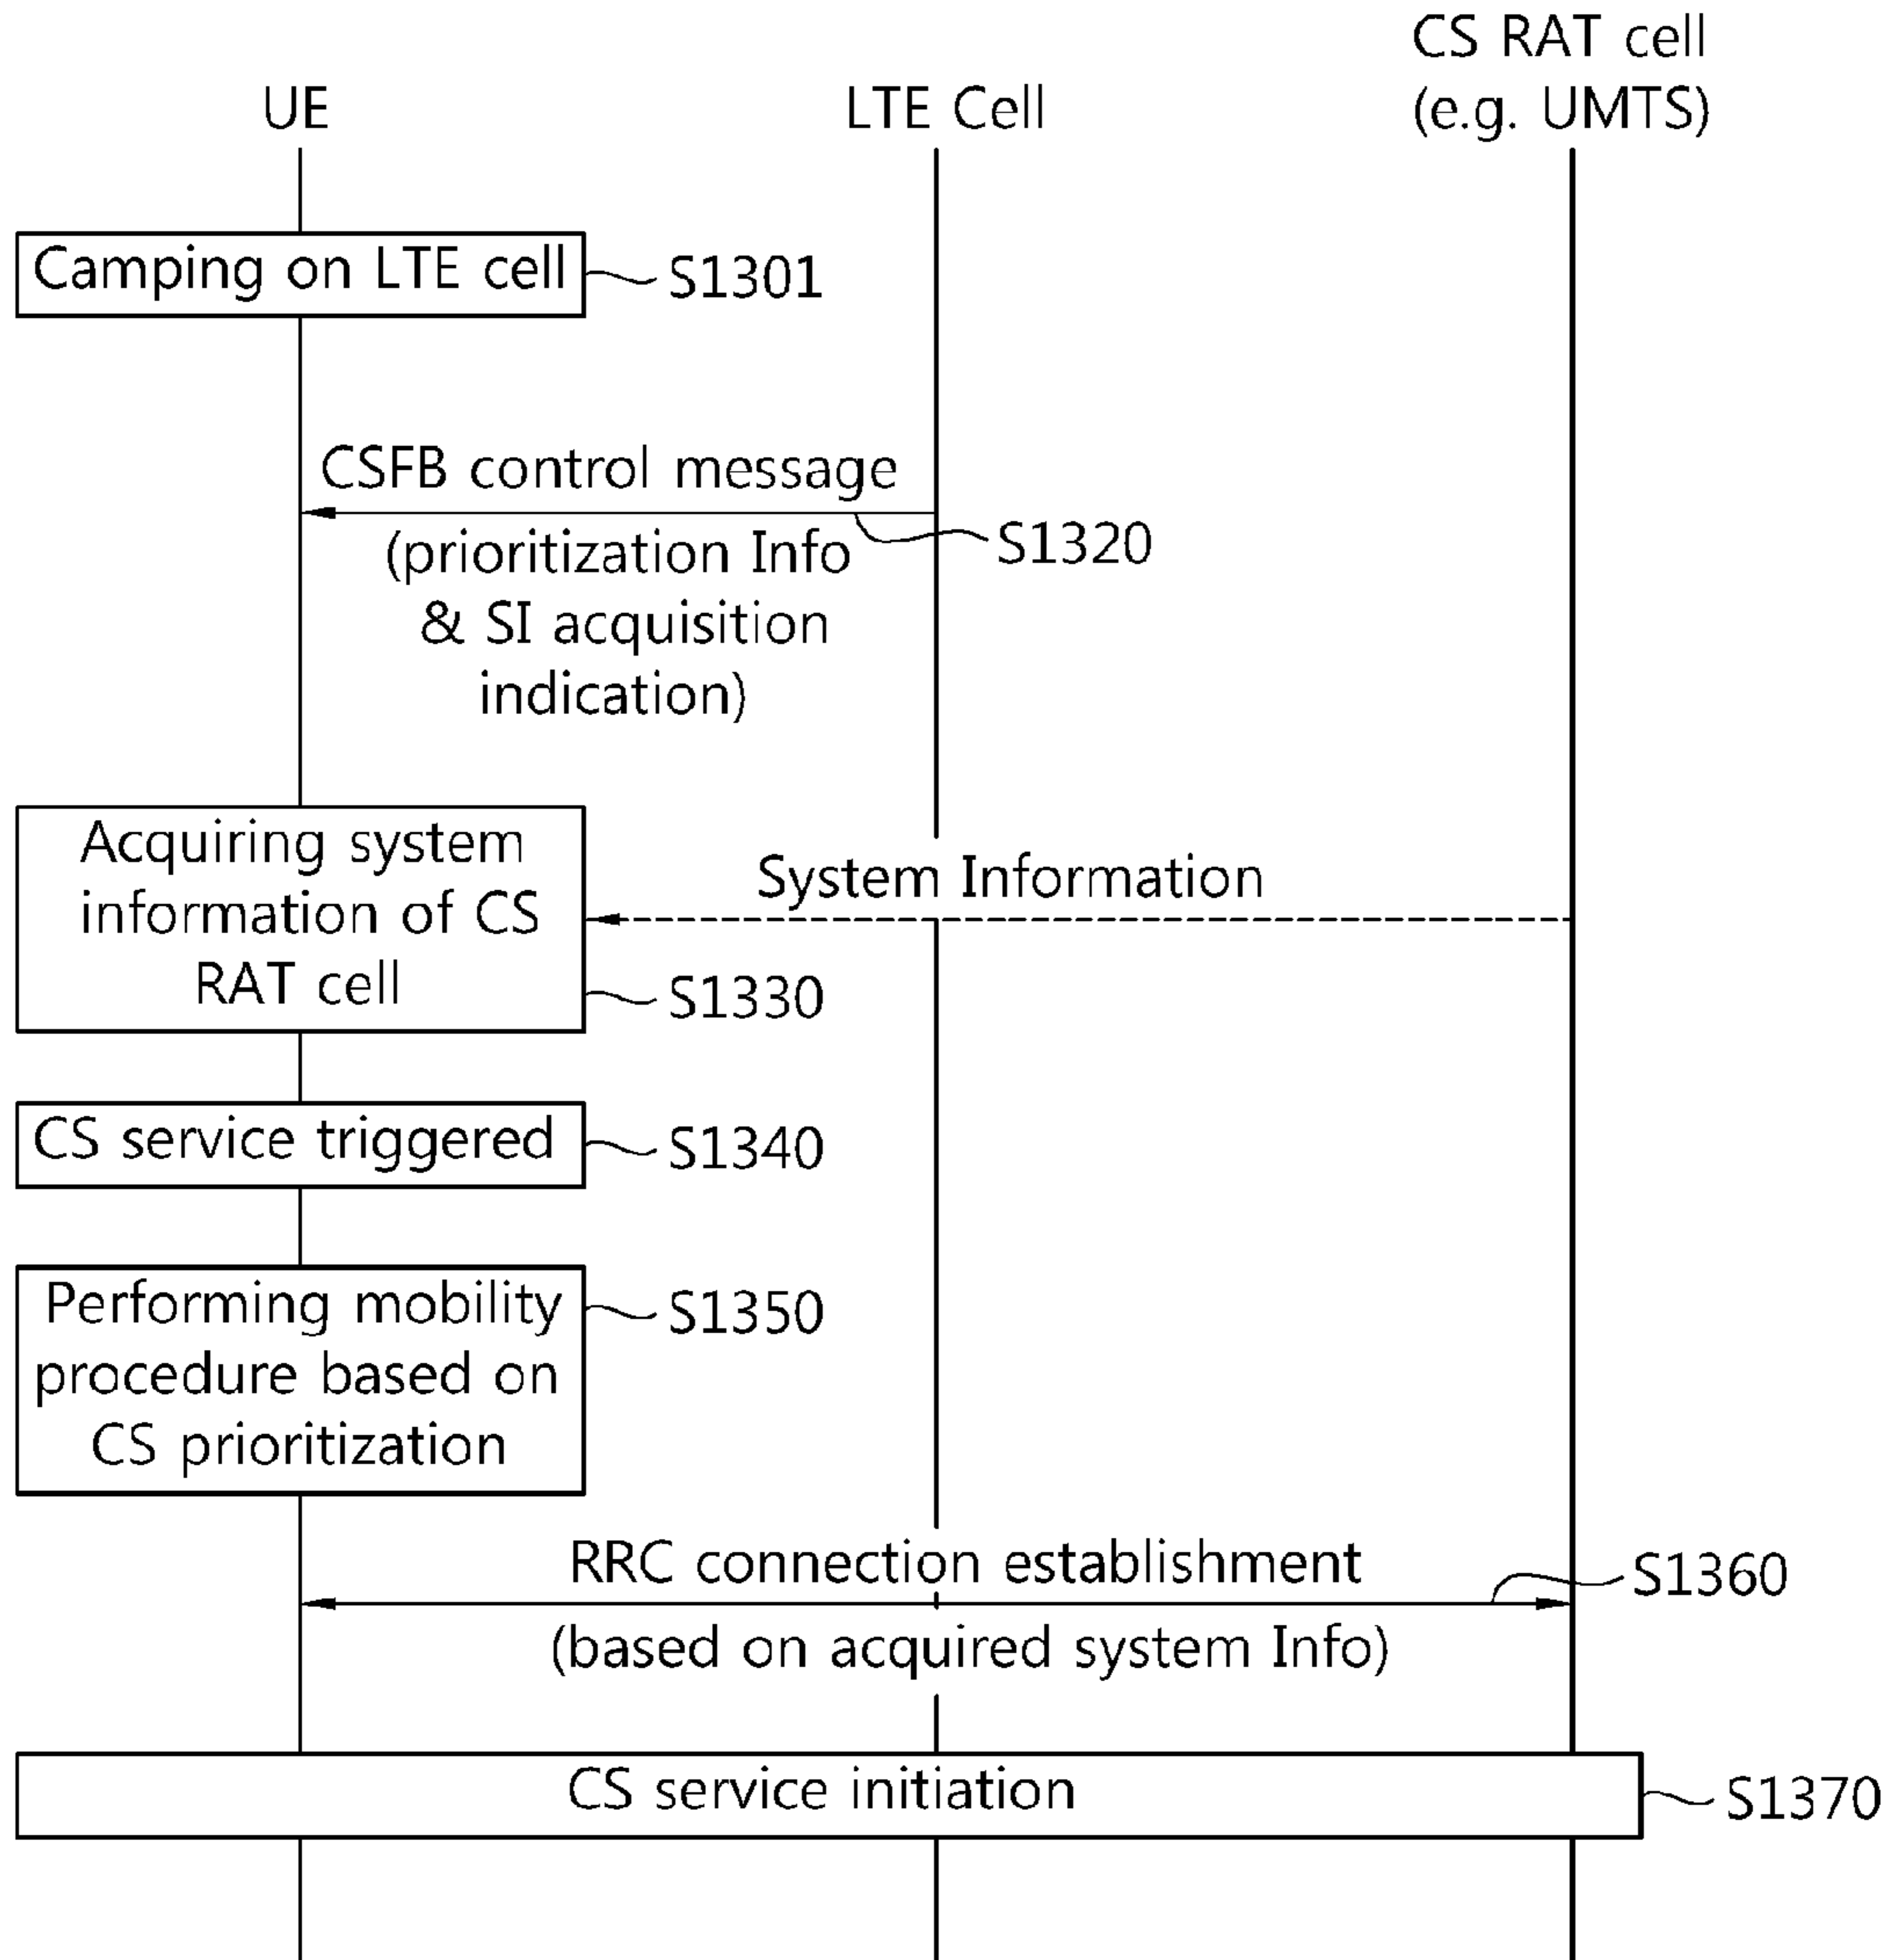 UE
LTE Cell
CS RAT cell
(e.g. UMTS)
Camping on LTE cell
S1301
CSFB control message
S1320
(prioritization Info
& SI acquisition
indication)
Acquiring system
information of CS
RAT cell
S1330
System Information
CS service triggered
S1340
Performing mobility
procedure based on
CS prioritization
S1350
RRC connection establishment
S1360
(based on acquired system Info)
CS service initiation
S1370